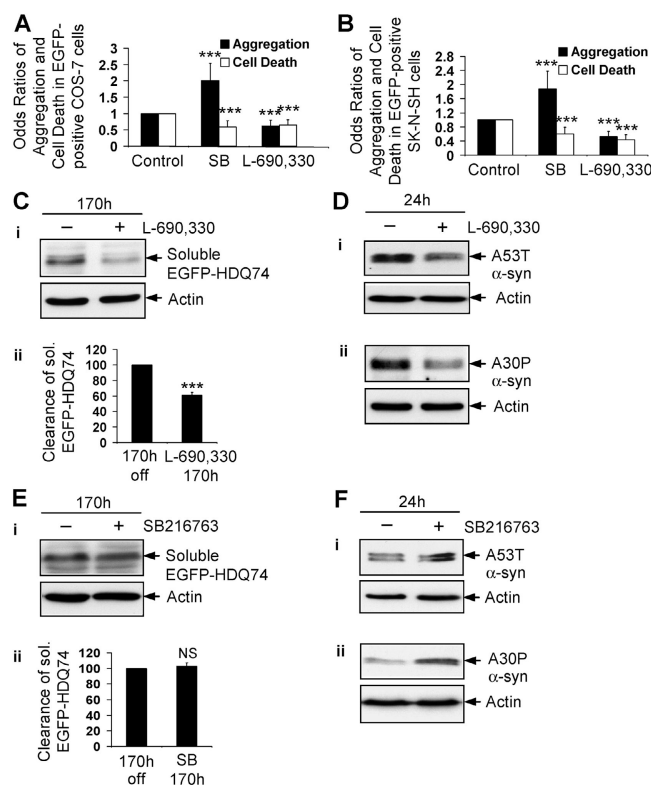 A
Odds Ratios of
Aggregation and
Cell Death in EGFP-
positive COS-7 cells
3
2.5
2
1.5
1
0.5
0
***
***
***
***
Aggregation
Cell Death
Control
SB
L-690,330
B
Odds Ratios of
Aggregation and Cell
Death in EGFP-positive
SK-N-SH cells
2.8
2.4
2
1.6
1.2
0.8
0.4
0
***
***
***
***
Aggregation
Cell Death
Control
SB
L-690,330
C
170h
− + L-690,330
i
Soluble
EGFP-HDQ74
Actin
ii
Clearance of sol.
EGFP-HDQ74
120
100
80
60
40
20
0
***
170h
off
L-690,330
170h
D
24h
− + L-690,330
i
A53T
α-syn
Actin
ii
A30P
α-syn
Actin
E
170h
− + SB216763
i
Soluble
EGFP-HDQ74
Actin
ii
Clearance of sol.
EGFP-HDQ74
120
100
80
60
40
20
0
NS
170h
off
SB
170h
F
24h
− + SB216763
i
A53T
α-syn
Actin
ii
A30P
α-syn
Actin